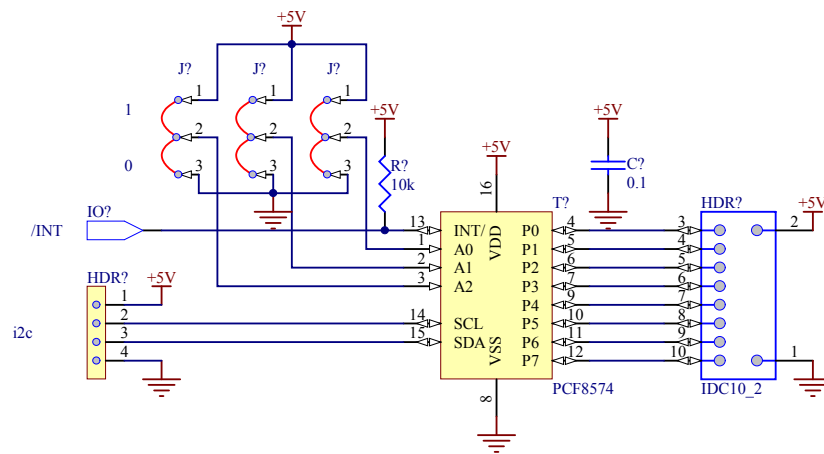 +5V
J? J? J?
1 1 1 1
+5V +5V
2 2 2
+5V
0 3 3 3
R?
10k
C?
0.1
16
IO?
T?
HDR?
/INT
13 INT/ VDD P0 4 3 2 +5V
1 A0 P1 5 4
2 A1 P2 6 5
HDR? +5V
3 A2 P3 7 6
1
P4 9 7
2 14 SCL P5 10 8
i2c
3 15 SDA VSS P6 11 9
4 P7 12 10 1
8
PCF8574
IDC10_2